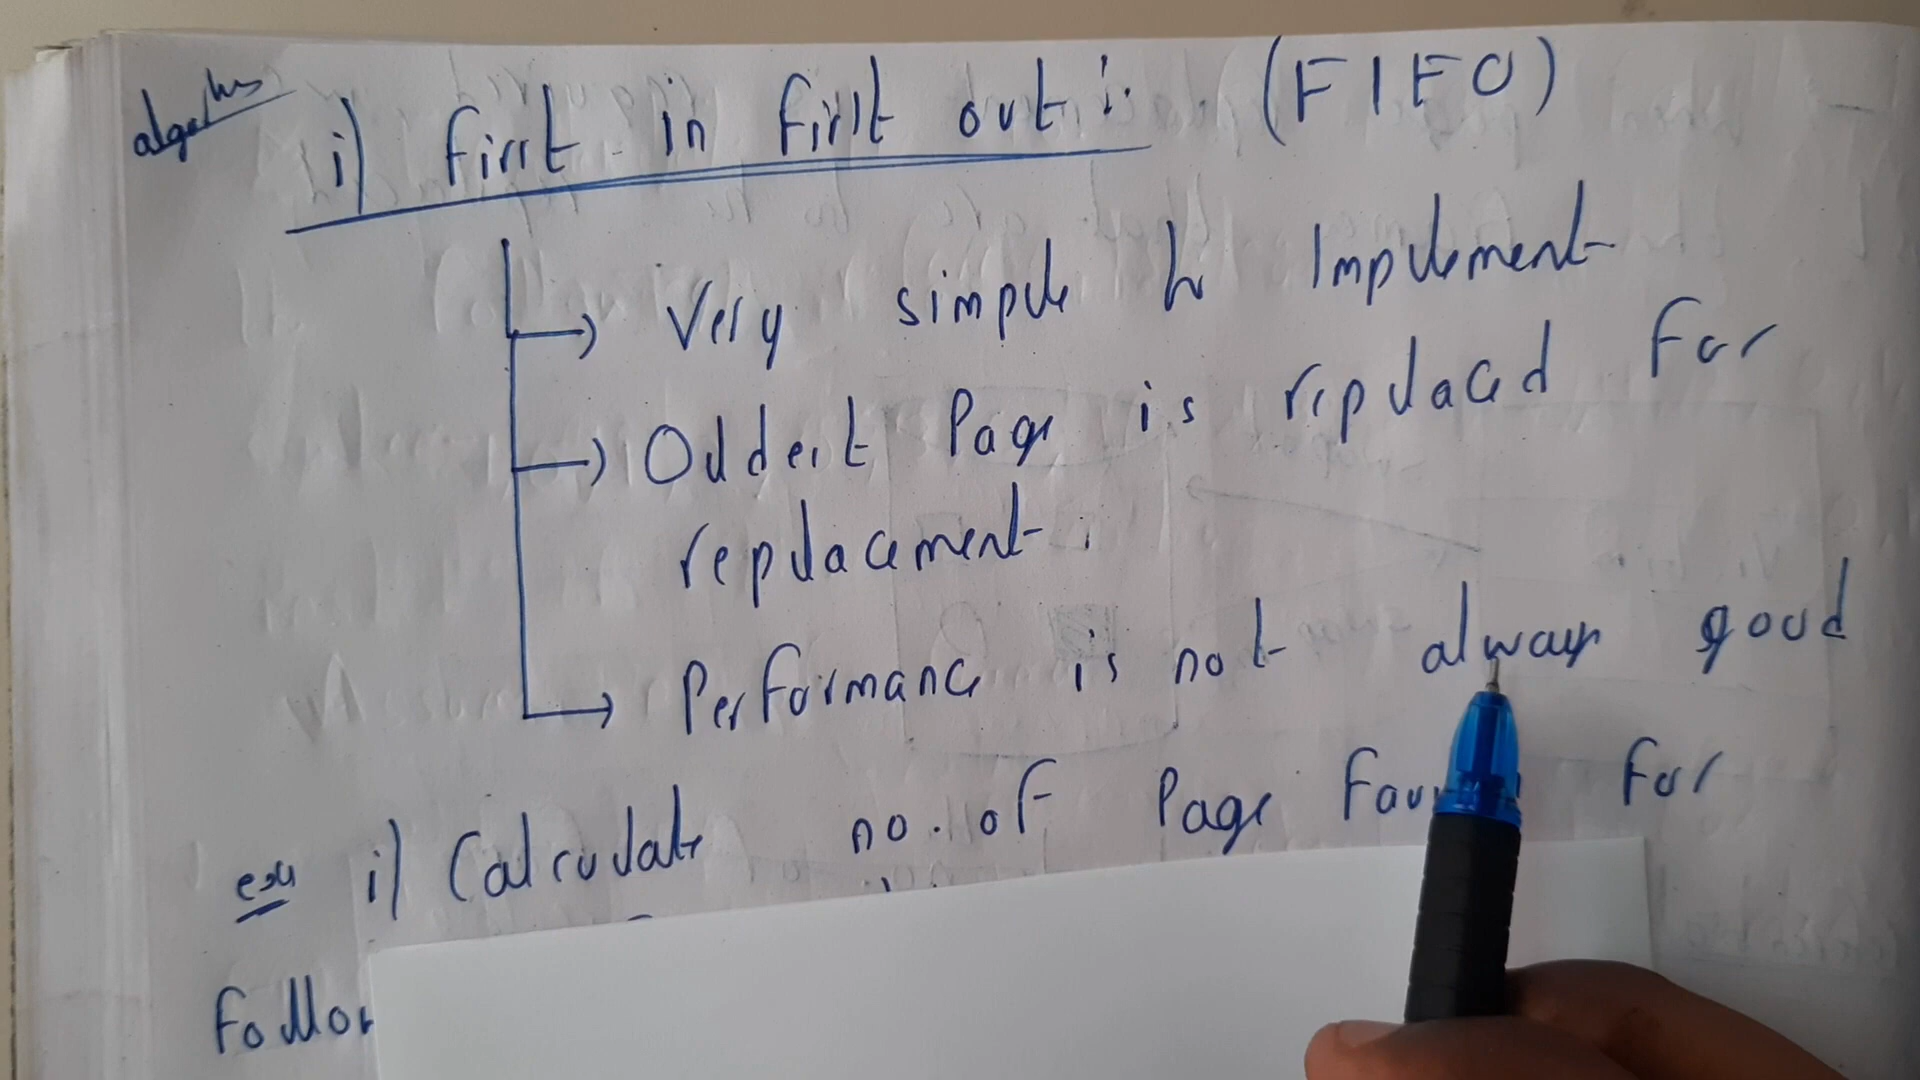 algorithms
i) First in First out :. (FIFO)
Very simple to Implement
Oldest Page is replaced For
replacement.
Performance is not always good
ex:- i) Calculate no. of Page For
Follow